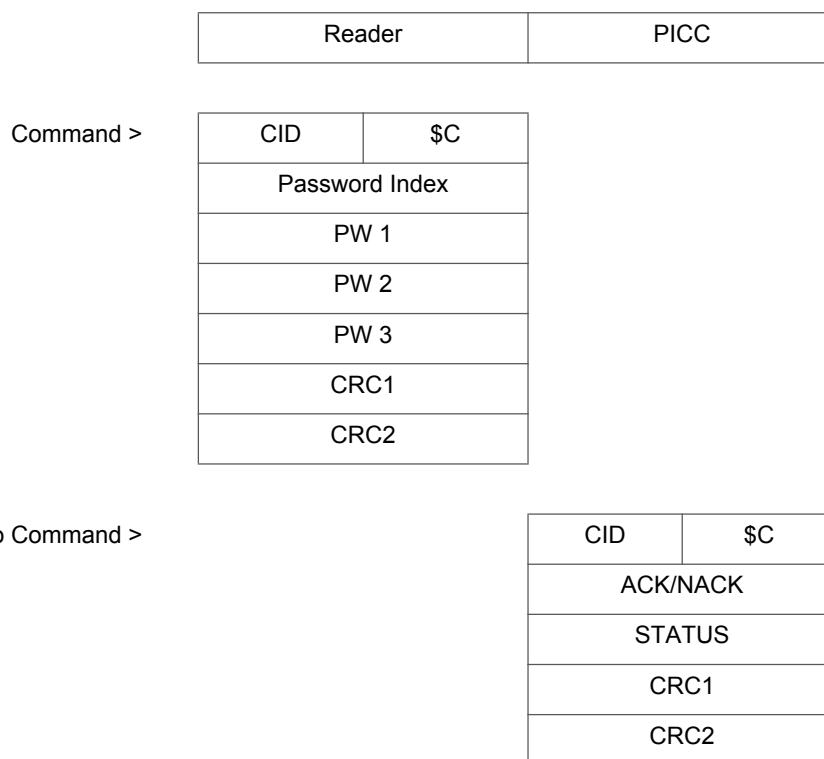 Reader PICC
Command > CID $C
Password Index
PW 1
PW 2
PW 3
CRC1
CRC2
o Command > CID $C
ACK/NACK
STATUS
CRC1
CRC2